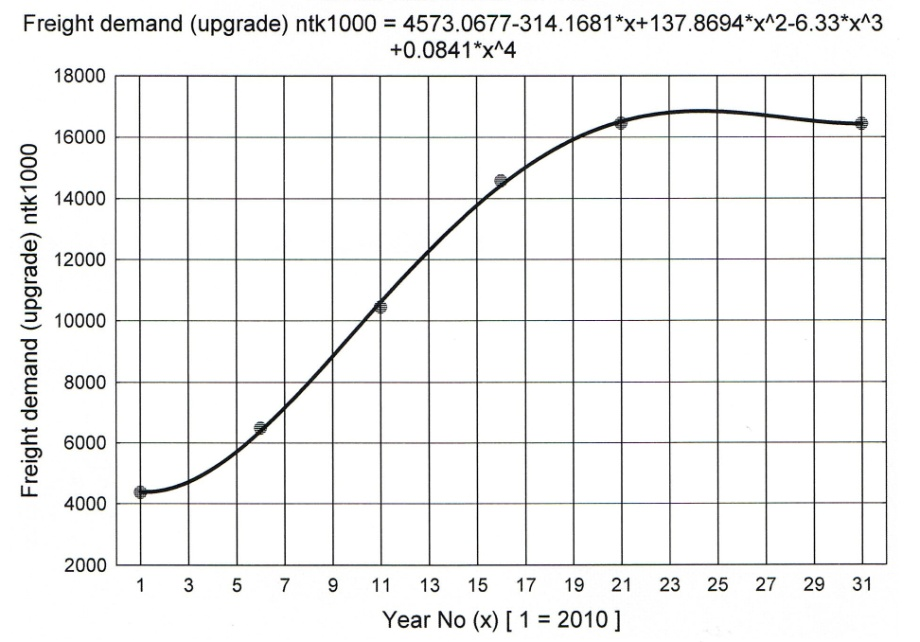 Freight demand (upgrade) ntk1000 = 4573.0677-314.1681*x+137.8694*x^2-6.33*x^3
+0.0841*x^4
Freight demand (upgrade) ntk1000
18000
16000
14000
12000
10000
8000
6000
4000
2000
1 3 5 7 9 11 13 15 17 19 21 23 25 27 29 31
Year No (x) [ 1 = 2010 ]